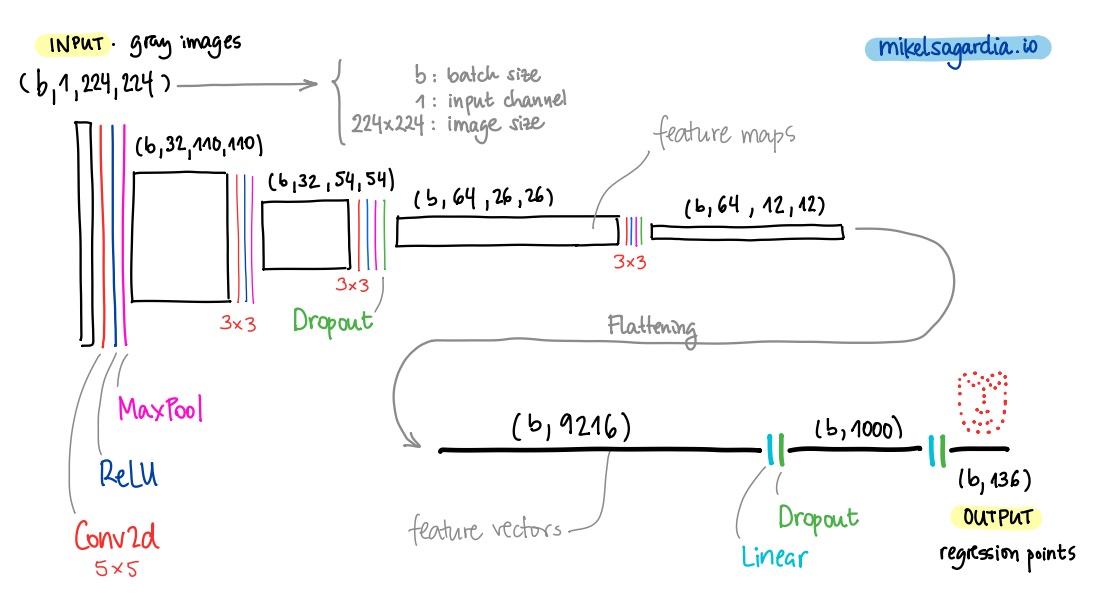 INPUT. gray images
mikelsagardia.io
(b,1,224,224)
b: batch size
1: input channel
224x224: image size
feature maps
(b,32,110,110)
(b,32,54,54)
(b,64,26,26)
(b,64,12,12)
3x3
3x3
3x3
Dropout
Flattening
MaxPool
ReLU
Conv2d
5x5
(b,9216)
(b,1000)
(b,136)
feature vectors
Dropout
Linear
OUTPUT
regression points